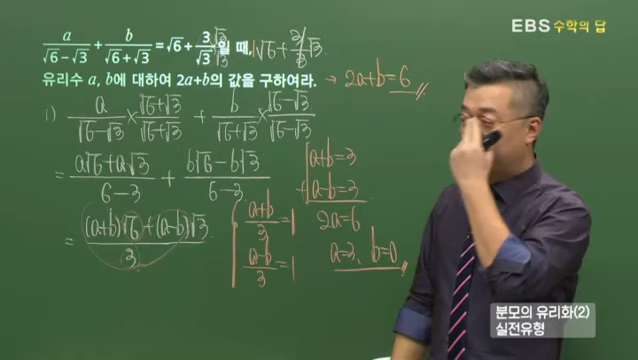 EBS 수학의 답
a/(√6-√3) + b/(√6+√3) = √6 + 3/√3 일 때, √6 + 3/3 √3
유리수 a, b에 대하여 2a+b의 값을 구하여라. → 2a+b=6
1) a/(√6-√3) × (√6+√3)/(√6+√3) + b/(√6+√3) × (√6-√3)/(√6-√3)
= (a√6+a√3)/(6-3) + (b√6-b√3)/(6-3)
= ((a+b)√6+(a-b)√3)/3
(a+b)/3 = 1
(a-b)/3 = 1
a+b=3
+ a-b=3
2a=6
a=3, b=0
분모의 유리화(2)
실전유형